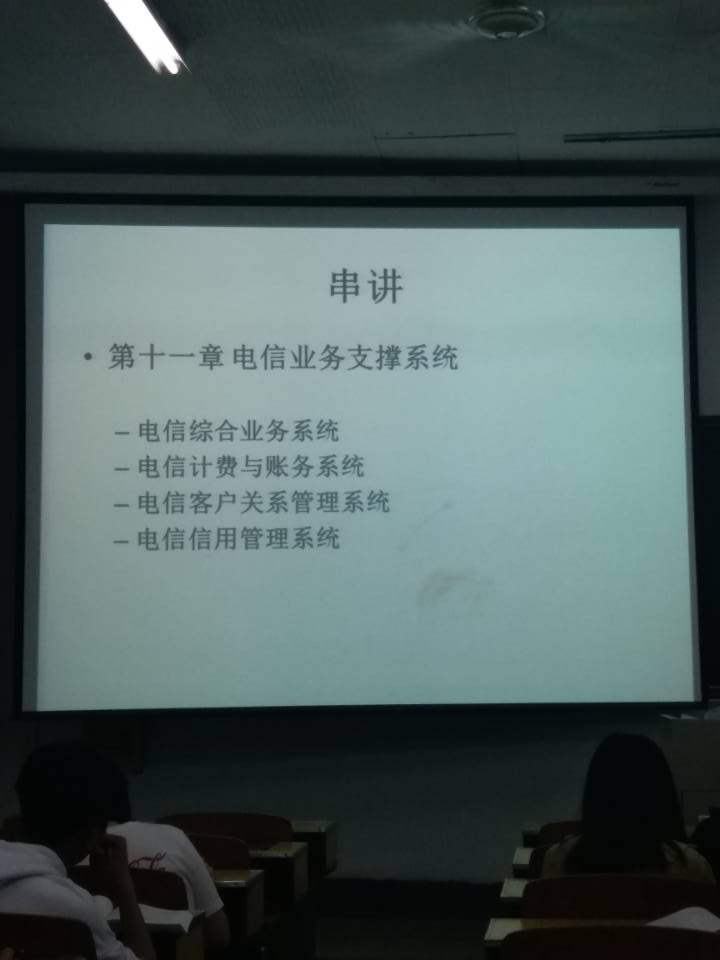 串讲
• 第十一章 电信业务支撑系统
– 电信综合业务系统
– 电信计费与账务系统
– 电信客户关系管理系统
– 电信信用管理系统